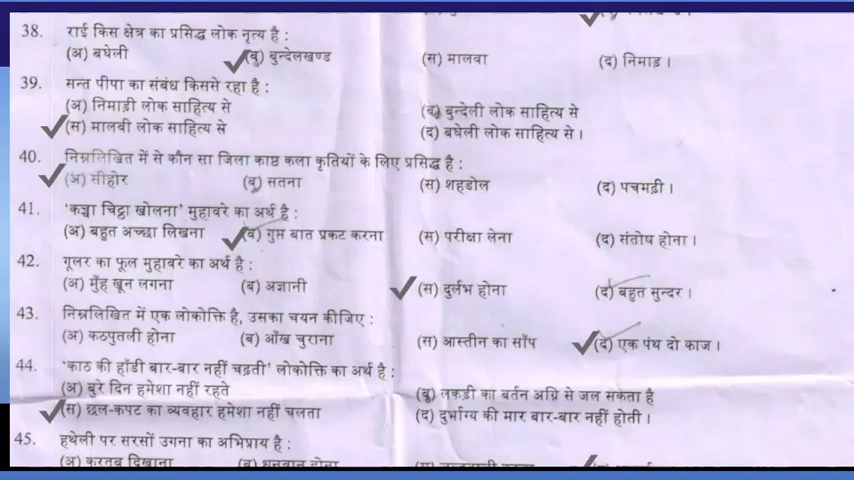 38. राई किस क्षेत्र का प्रसिद्ध लोक नृत्य है :
(अ) बघेली (ब) बुन्देलखण्ड (स) मालवा (द) निमाड़ ।
39. सन्त पीपा का संबंध किससे रहा है :
(अ) निमाड़ी लोक साहित्य से (ब) बुन्देली लोक साहित्य से
(स) मालवी लोक साहित्य से (द) बघेली लोक साहित्य से ।
40. निम्नलिखित में से कौन सा जिला काष्ठ कला कृतियों के लिए प्रसिद्ध है :
(अ) सीहोर (ब) सतना (स) शहडोल (द) पचमढ़ी ।
41. 'कच्चा चिट्ठा खोलना' मुहावरे का अर्थ है :
(अ) बहुत अच्छा लिखना (ब) गुप्त बात प्रकट करना (स) परीक्षा लेना (द) संतोष होना ।
42. गूलर का फूल मुहावरे का अर्थ है :
(अ) मुँह खून लगना (ब) अज्ञानी (स) दुर्लभ होना (द) बहुत सुन्दर ।
43. निम्नलिखित में एक लोकोक्ति है, उसका चयन कीजिए :
(अ) कठपुतली होना (ब) आँख चुराना (स) आस्तीन का साँप (द) एक पंथ दो काज ।
44. 'काठ की हाँडी बार-बार नहीं चढ़ती' लोकोक्ति का अर्थ है :
(अ) बुरे दिन हमेशा नहीं रहते (ब) लकड़ी का बर्तन अग्नि से जल सकता है
(स) छल-कपट का व्यवहार हमेशा नहीं चलता (द) दुर्भाग्य की मार बार-बार नहीं होती ।
45. हथेली पर सरसों उगना का अभिप्राय है :
(अ) करतब दिखाना (ब) धनवान होना